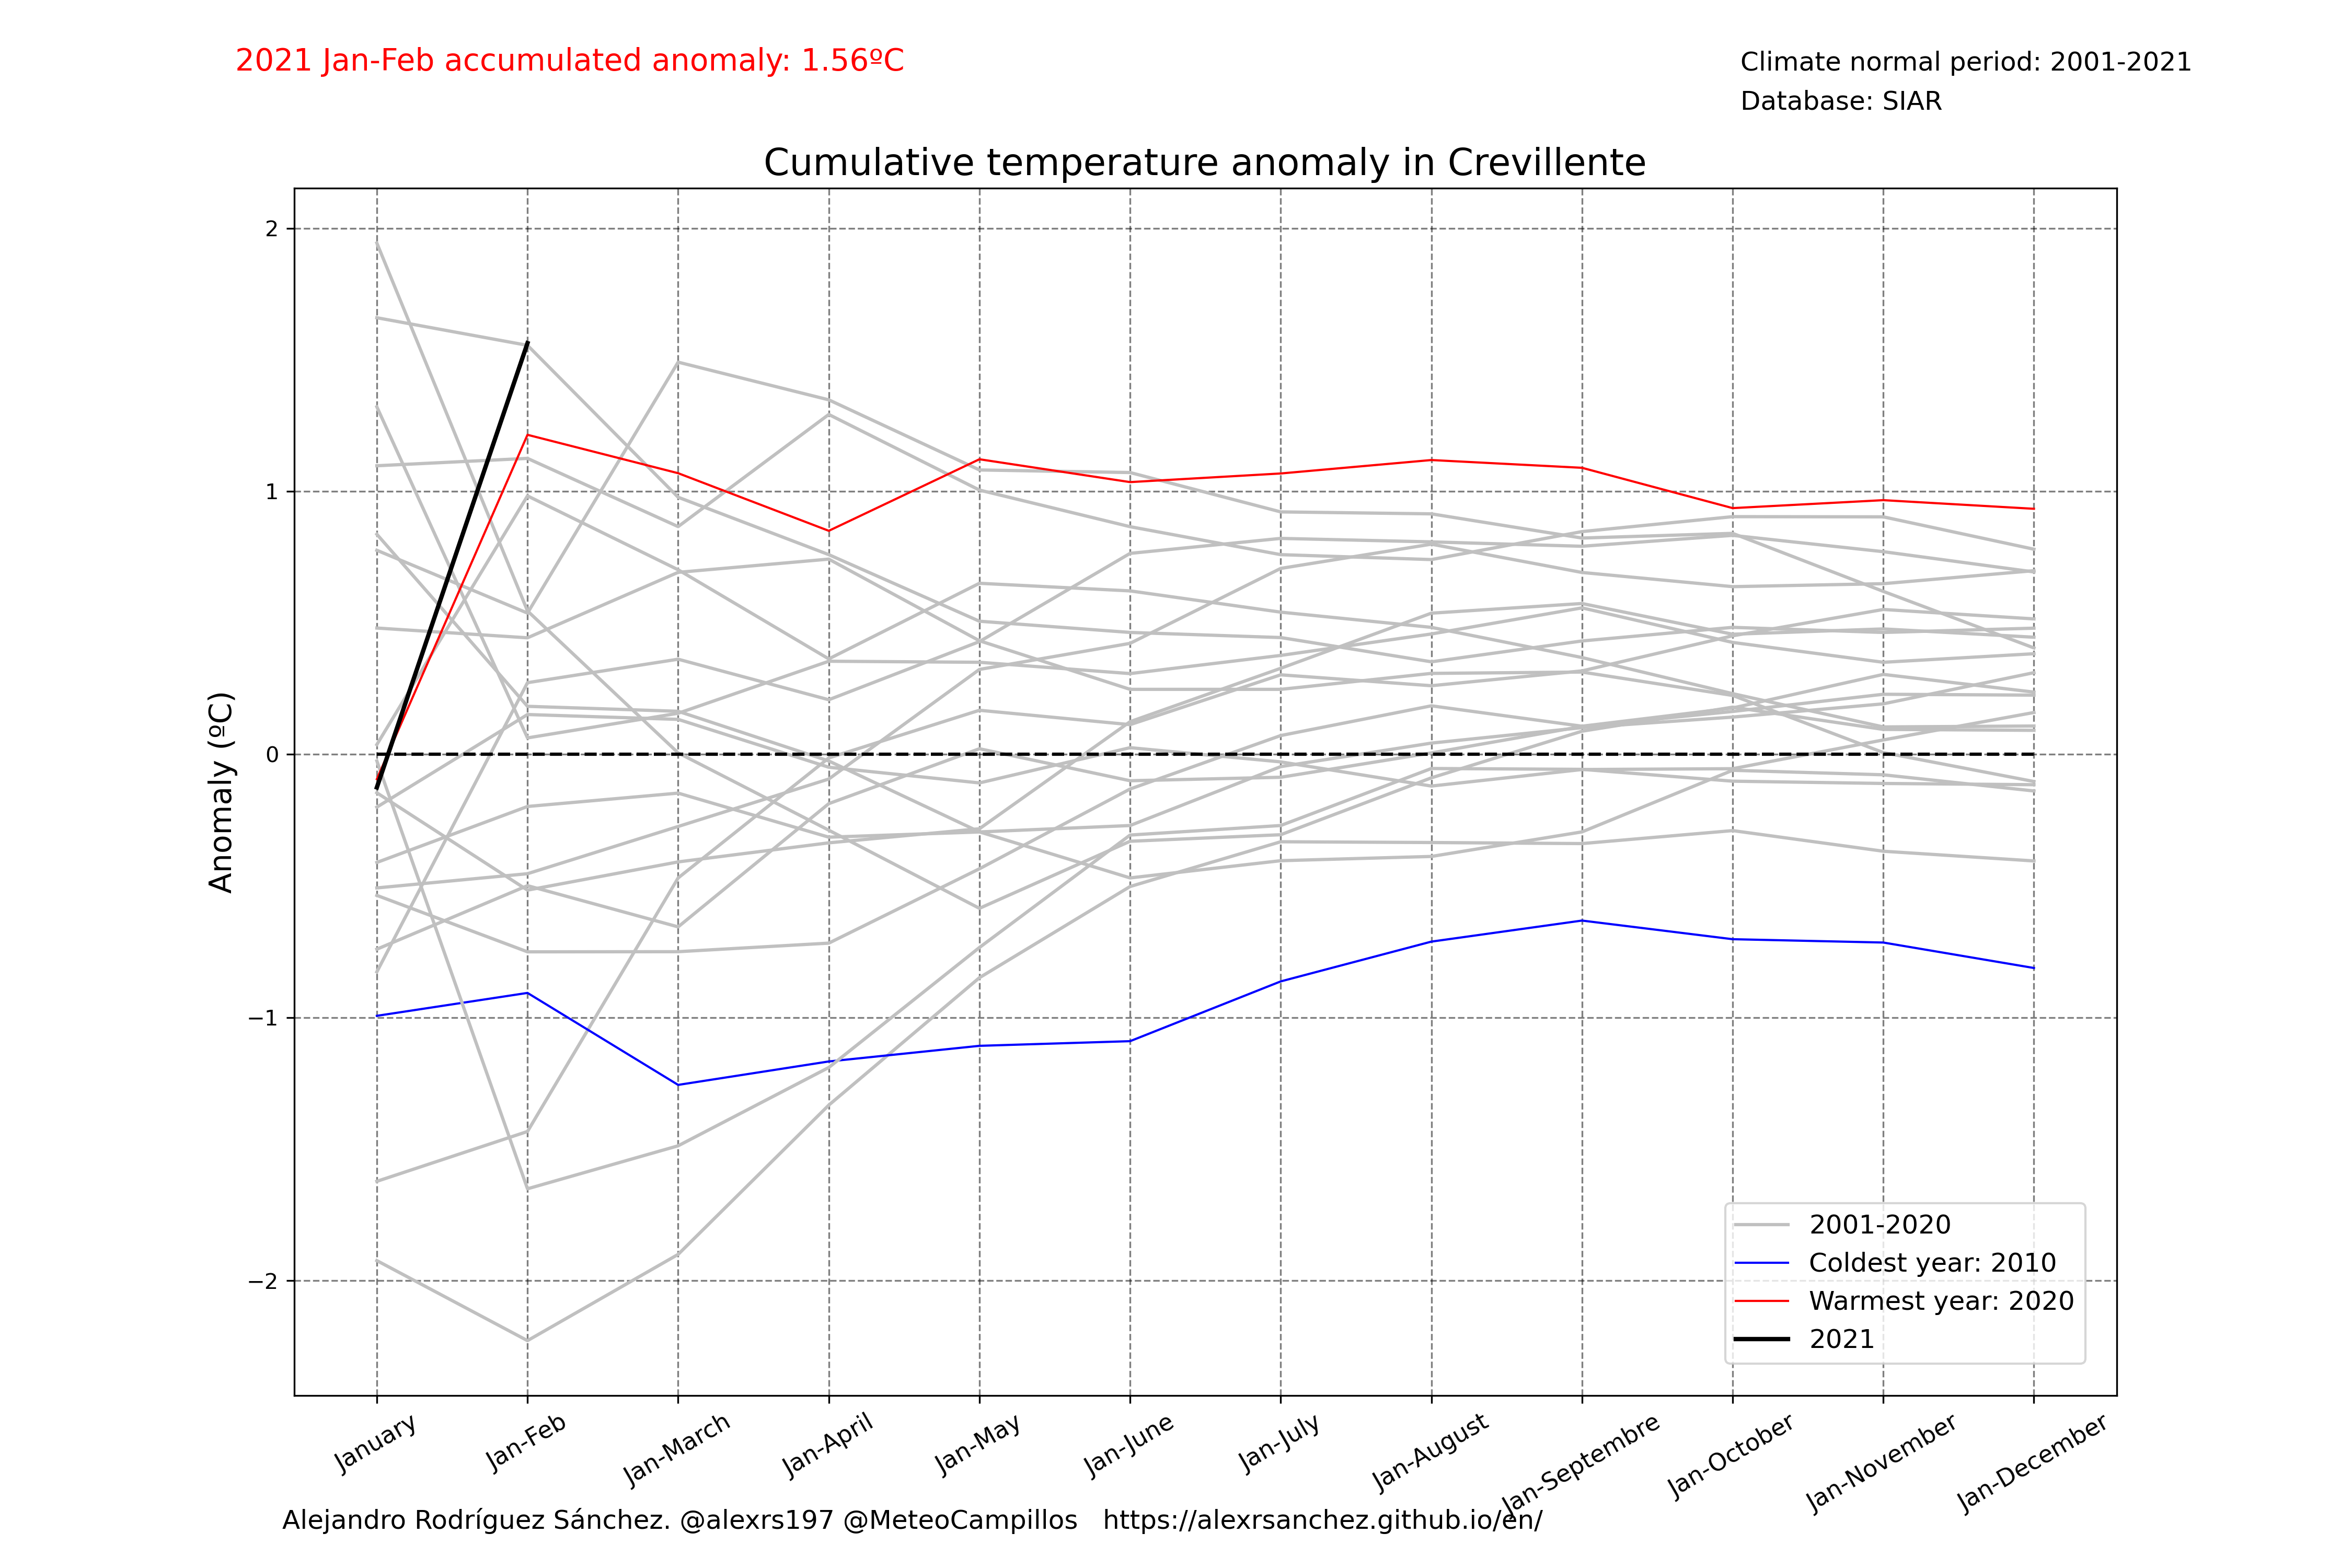 2021 Jan-Feb accumulated anomaly: 1.56ºC
Climate normal period: 2001-2021
Database: SIAR
Cumulative temperature anomaly in Crevillente
Anomaly (ºC)
2
1
0
−1
−2
2001-2020
Coldest year: 2010
Warmest year: 2020
2021
January
Jan-Feb
Jan-March
Jan-April
Jan-May
Jan-June
Jan-July
Jan-August
Jan-Septembre
Jan-October
Jan-November
Jan-December
Alejandro Rodríguez Sánchez. @alexrs197 @MeteoCampillos https://alexrsanchez.github.io/en/